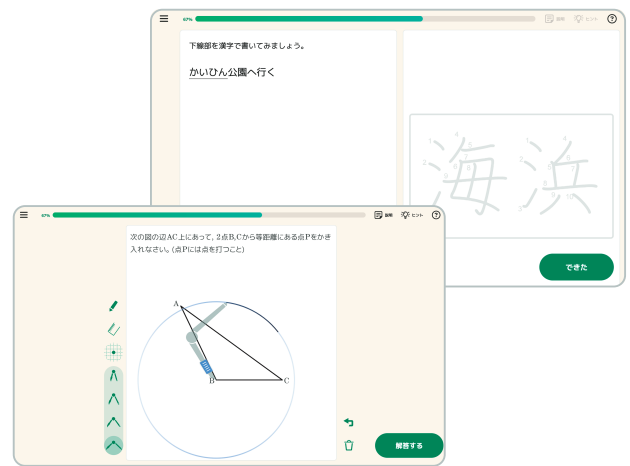 67%
説明
ヒント
下線部を漢字で書いてみましょう。
かいひん公園へ行く
海浜
できた
67%
説明
ヒント
次の図の辺AC上にあって, 2点B,Cから等距離にある点Pをかき
入れなさい。(点Pには点を打つこと)
A
B
C
解答する